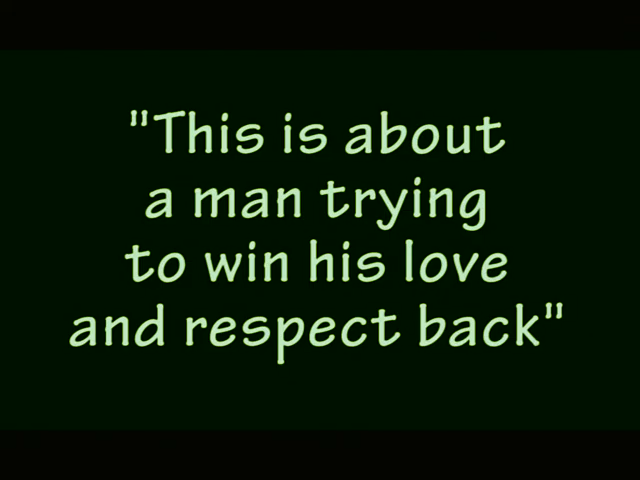 "This is about
a man trying
to win his love
and respect back"